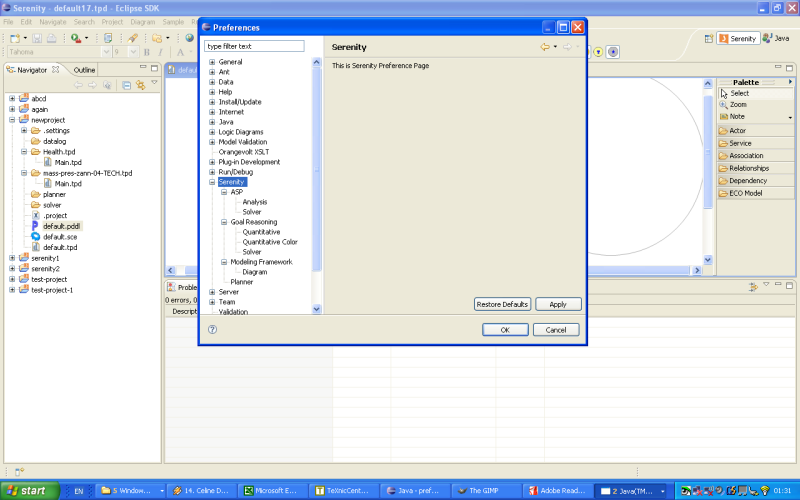 Serenity - default17.tpd - Eclipse SDK
File Edit Navigate Search Project Diagram Sample
Tahoma 9 B I A
Serenity Java
Navigator Outline
abcd
again
newproject
.settings
datalog
Health.tpd
Main.tpd
mass-pres-zann-04-TECH.tpd
Main.tpd
planner
solver
.project
default.pddl
default.sce
default.tpd
serenity1
serenity2
test-project
test-project-1
Preferences
type filter text
General
Ant
Data
Help
Install/Update
Internet
Java
Logic Diagrams
Model Validation
Orangevolt XSLT
Plug-in Development
Run/Debug
Serenity
ASP
Analysis
Solver
Goal Reasoning
Quantitative
Quantitative Color
Solver
Modeling Framework
Diagram
Planner
Server
Team
Validation
Serenity
This is Serenity Preference Page
Restore Defaults Apply
OK Cancel
Palette
Select
Zoom
Note
Actor
Service
Association
Relationships
Dependency
ECO Model
Proble
0 errors, 0
Descript
start EN 5 Window... 14. Celine D... Microsoft E... TeXnicCent... Java - pref... The GIMP Adobe Read... 2 Java(TM... 01:31